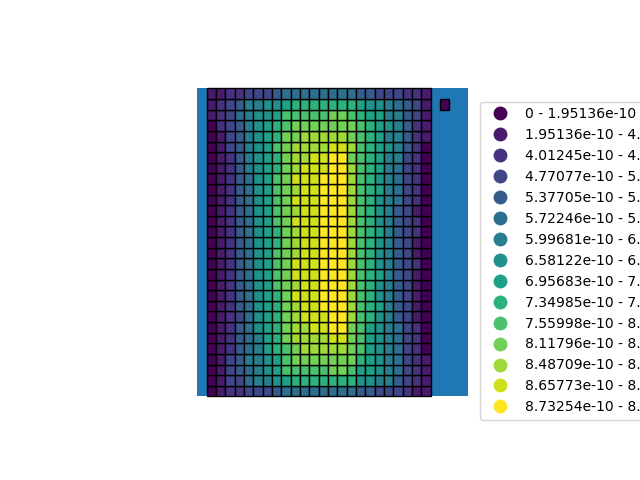 0 - 1.95136e-10
1.95136e-10 - 4.
4.01245e-10 - 4.
4.77077e-10 - 5.
5.37705e-10 - 5.
5.72246e-10 - 5.
5.99681e-10 - 6.
6.58122e-10 - 6.
6.95683e-10 - 7.
7.34985e-10 - 7.
7.55998e-10 - 8.
8.11796e-10 - 8.
8.48709e-10 - 8.
8.65773e-10 - 8.
8.73254e-10 - 8.